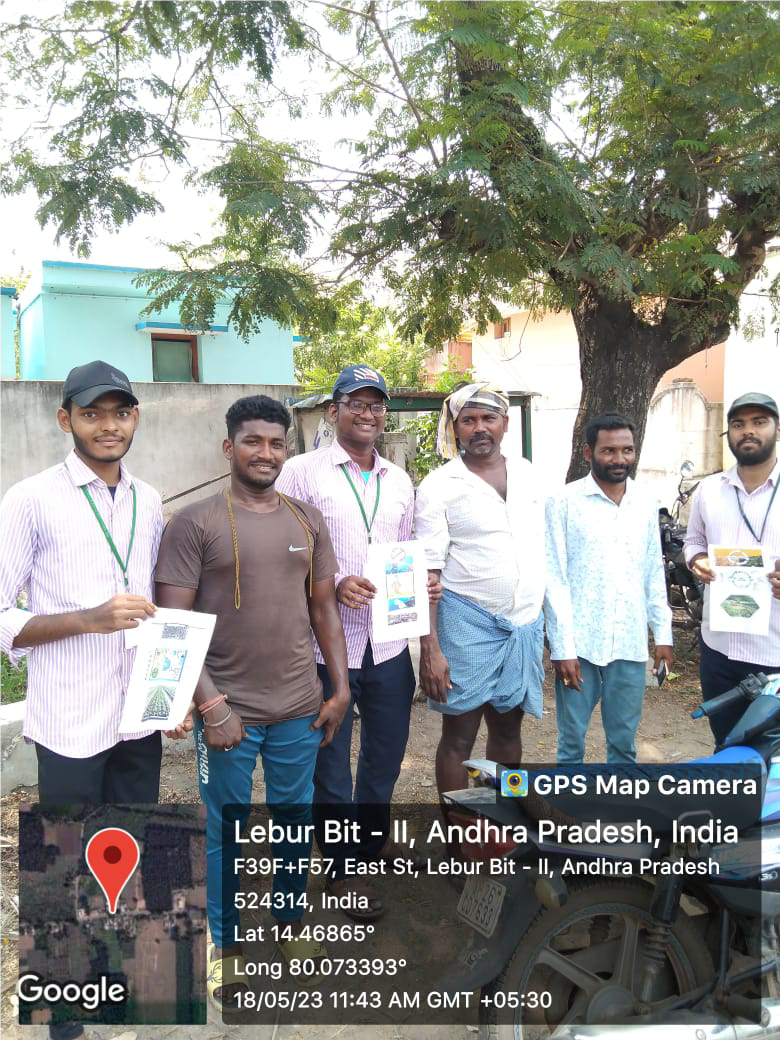 GPS Map Camera
Lebur Bit - II, Andhra Pradesh, India
F39F+F57, East St, Lebur Bit - II, Andhra Pradesh
524314, India
Lat 14.46865°
Long 80.073393°
18/05/23 11:43 AM GMT +05:30
Google